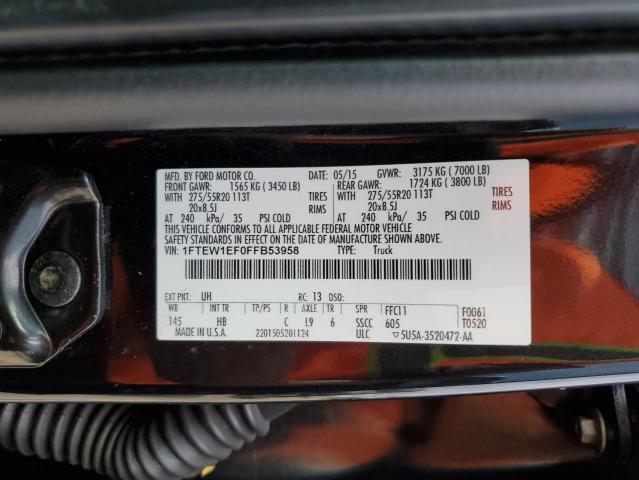 MFD. BY FORD MOTOR CO. 05/15 GVWR: 3175 KG ( 7000 LB)
FRONT GAWR: 1565 KG ( 3450 LB) REAR GAWR: 1724 KG ( 3800 LB)
WITH 275/55R20 113T TIRES WITH 275/55R20 113T TIRES
20x8.5J RIMS 20x8.5J RIMS
AT 240 kPa/ 35 PSI COLD AT 240 kPa/ 35 PSI COLD
THIS VEHICLE CONFORMS TO ALL APPLICABLE FEDERAL MOTOR VEHICLE
SAFETY AND THEFT PREVENTION STANDARDS IN EFFECT ON THE DATE OF MANUFACTURE SHOWN ABOVE.
VIN: 1FTEW1EF0FFB53958 TYPE: Truck
EXT PNT: UH RC: 13 DSO:
WB INT TR TP/PS R AXLE TR SPR FFC11 F0061
145 HB C L9 6 SSCC 605 T0520
MADE IN U.S.A. 2201505201124 ULC ▽ 5U5A-3520472-AA